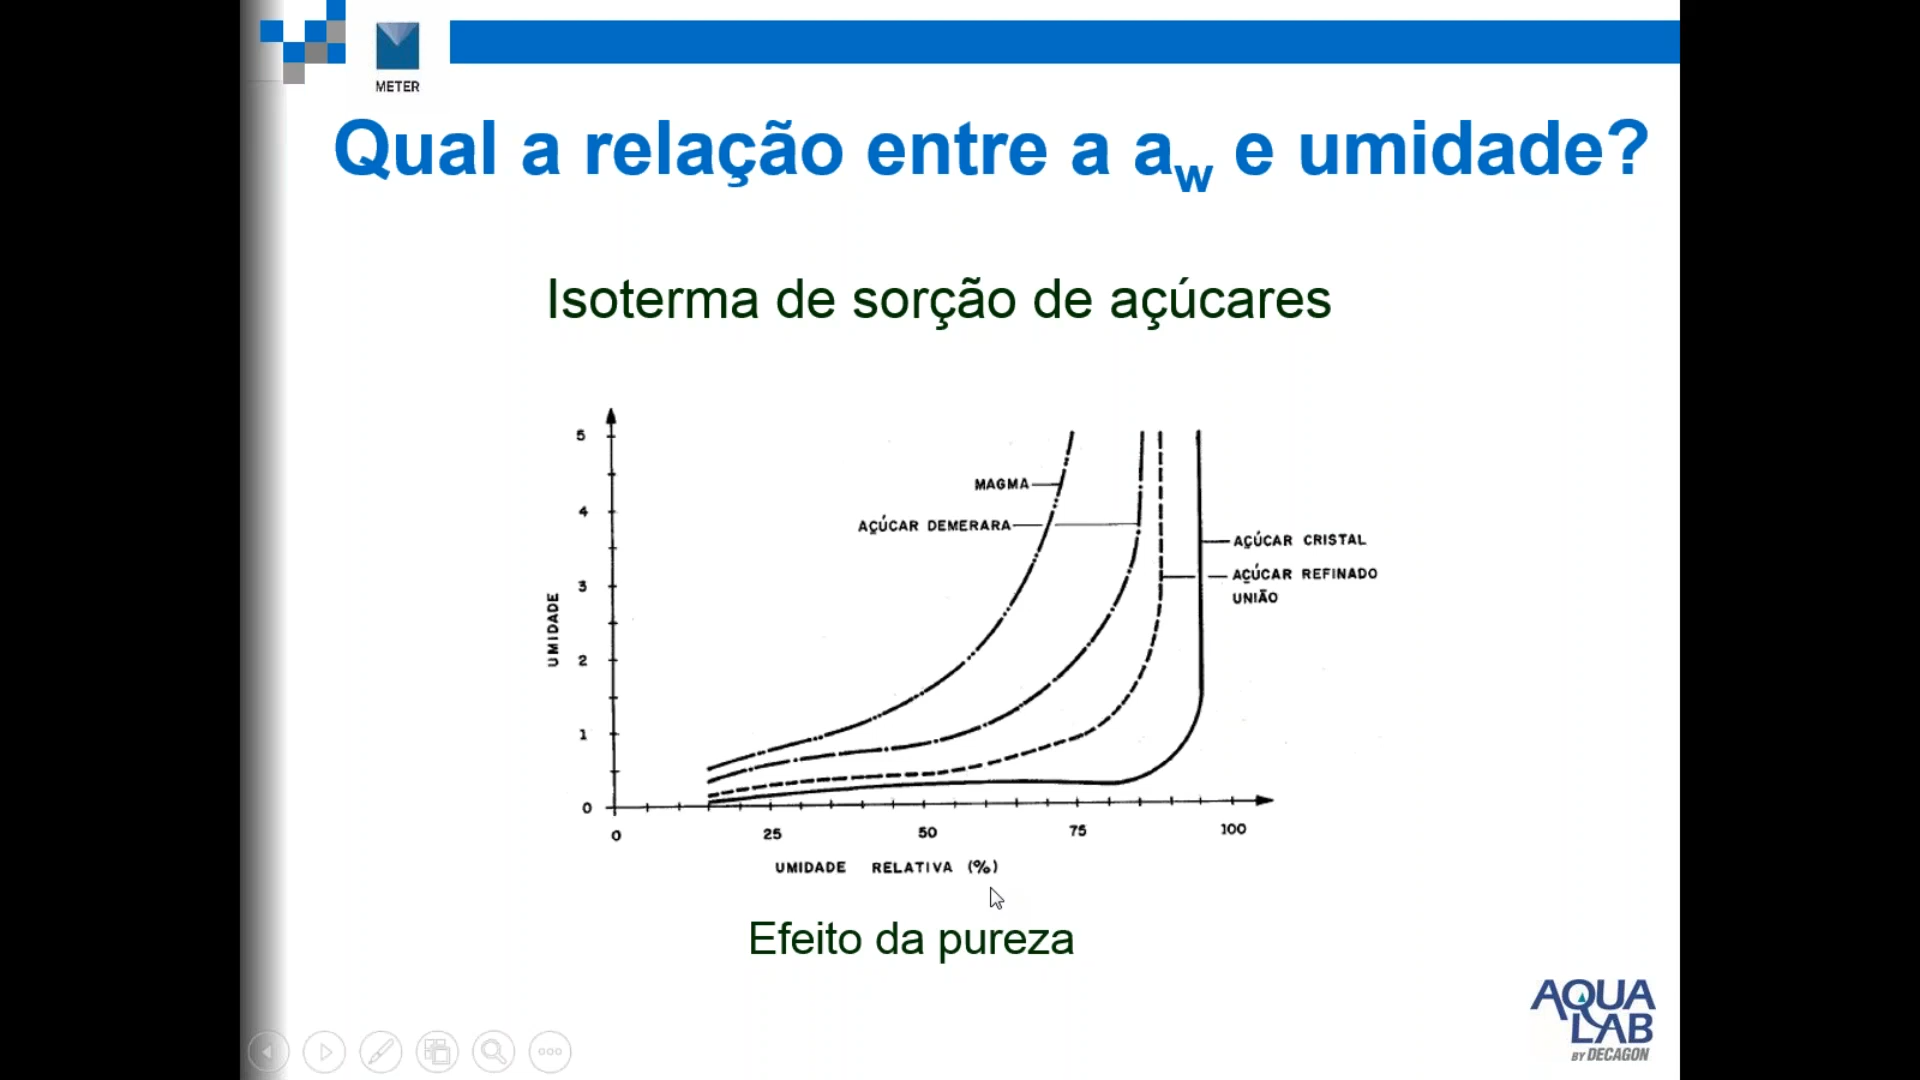 METER
Qual a relação entre a aw e umidade?
Isoterma de sorção de açúcares
5
4
3
2
1
0
UMIDADE
MAGMA
AÇÚCAR DEMERARA
AÇÚCAR CRISTAL
AÇÚCAR REFINADO
UNIÃO
0 25 50 75 100
UMIDADE RELATIVA (%)
Efeito da pureza
AQUA
LAB
BY DECAGON